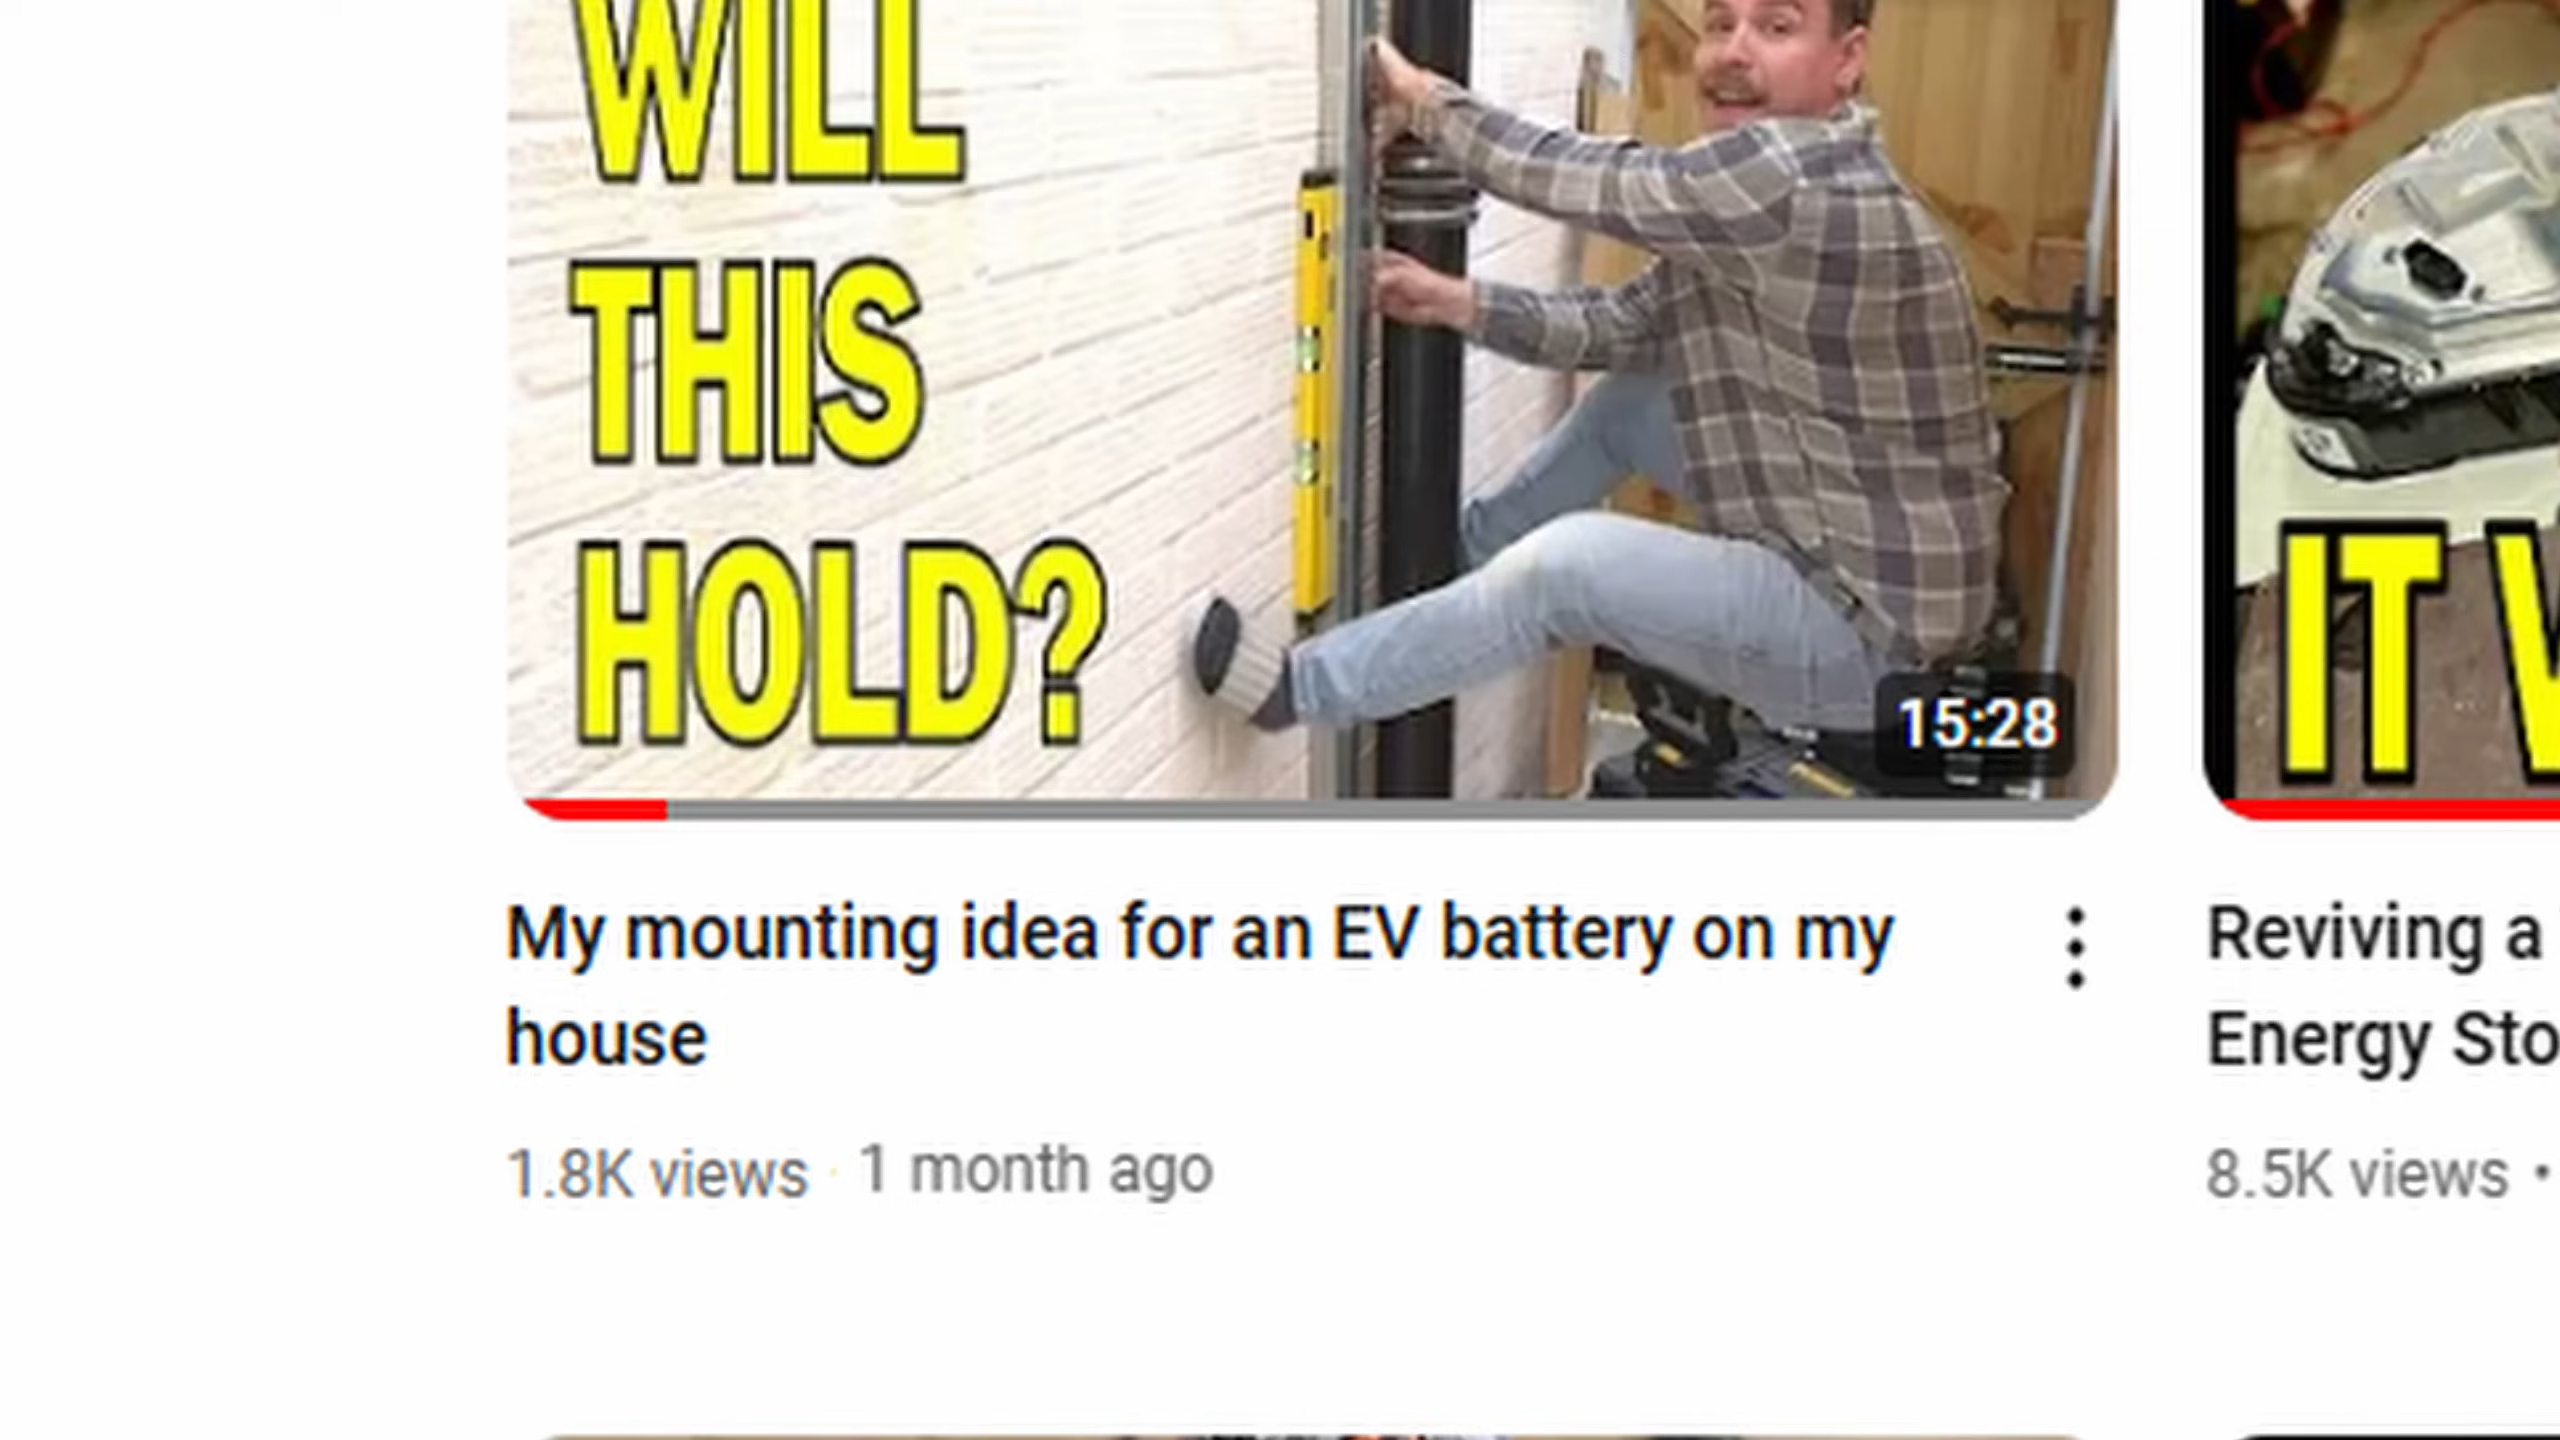 WILL
THIS
HOLD?
15:28
My mounting idea for an EV battery on my
house
1.8K views · 1 month ago
IT
Reviving a
Energy Sto
8.5K views •